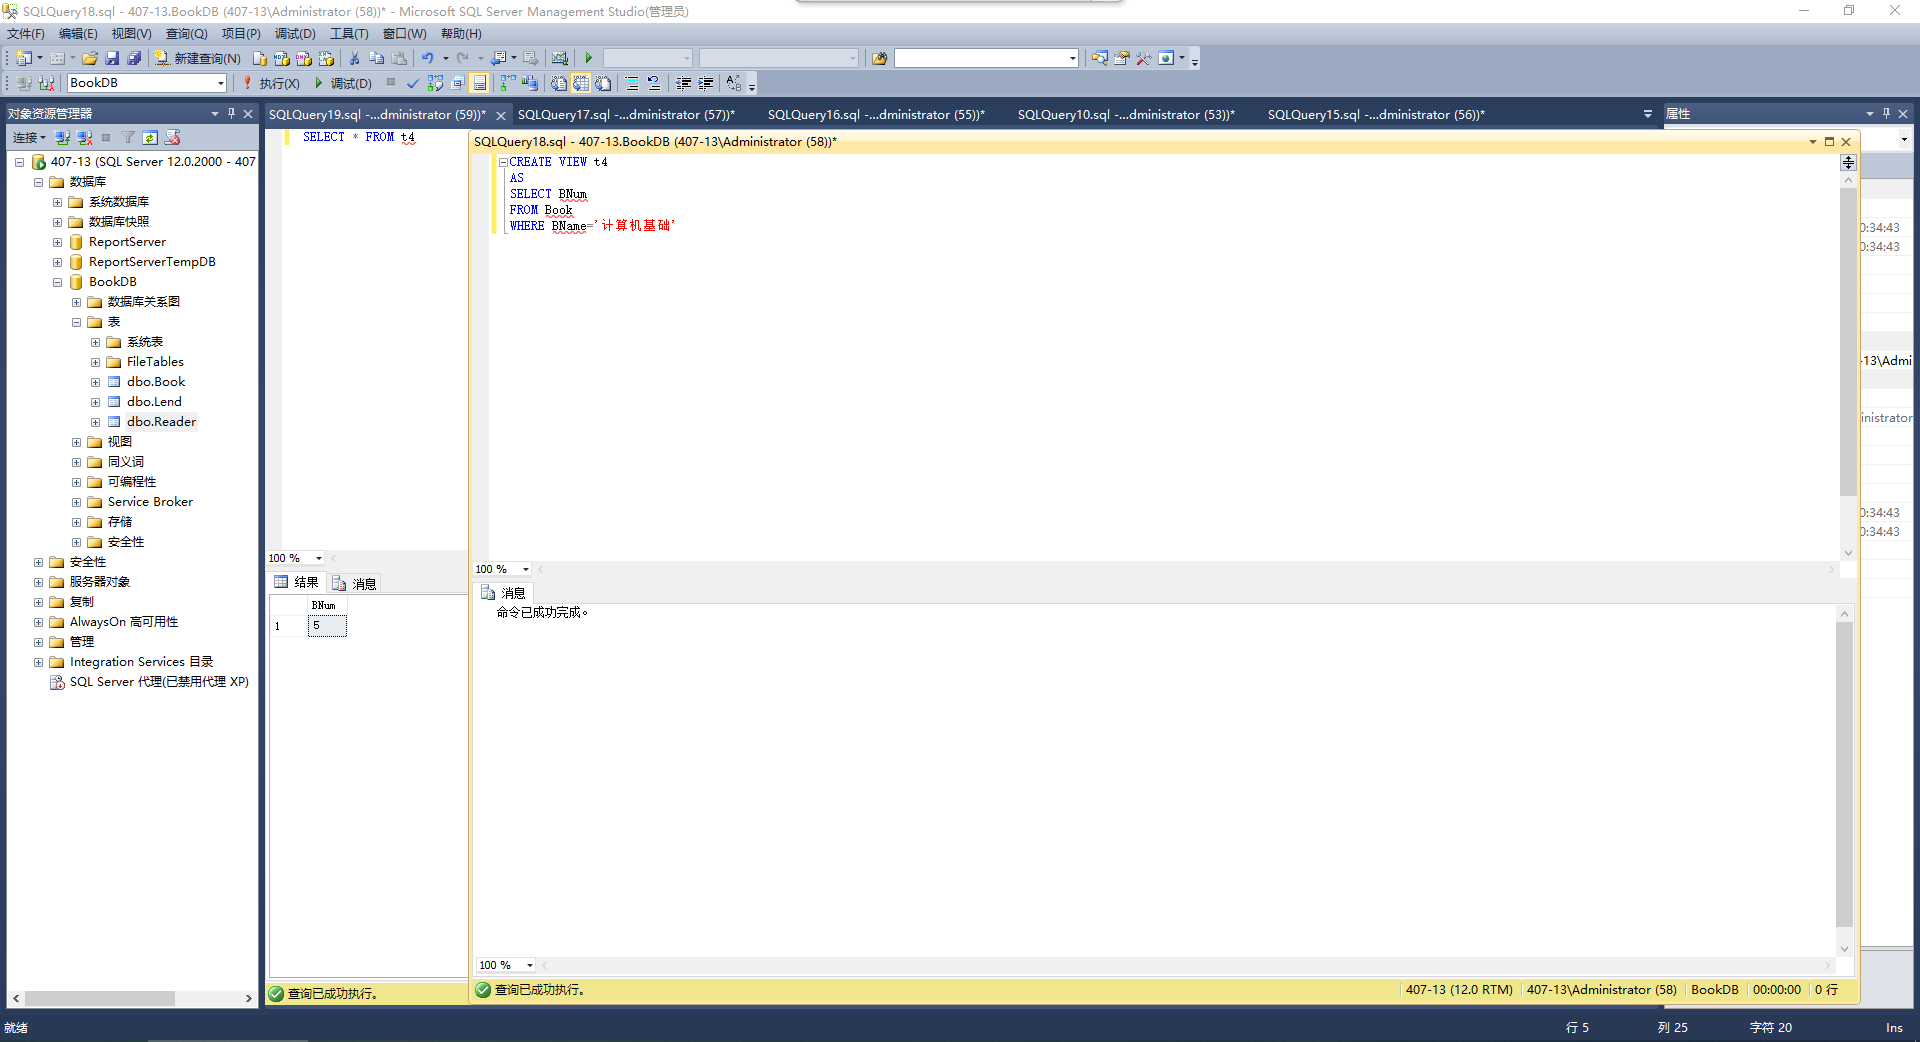 SQLQuery18.sql - 407-13.BookDB (407-13\Administrator (58))* - Microsoft SQL Server Management Studio(管理员)
文件(F) 编辑(E) 视图(V) 查询(Q) 项目(P) 调试(D) 工具(T) 窗口(W) 帮助(H)
新建查询(N)
BookDB 执行(X) 调试(D)
对象资源管理器
连接
407-13 (SQL Server 12.0.2000 - 407
数据库
系统数据库
数据库快照
ReportServer
ReportServerTempDB
BookDB
数据库关系图
表
系统表
FileTables
dbo.Book
dbo.Lend
dbo.Reader
视图
同义词
可编程性
Service Broker
存储
安全性
安全性
服务器对象
复制
AlwaysOn 高可用性
管理
Integration Services 目录
SQL Server 代理(已禁用代理 XP)
SQLQuery19.sql -...dministrator (59))* SQLQuery17.sql -...dministrator (57))* SQLQuery16.sql -...dministrator (55))* SQLQuery10.sql -...dministrator (53))* SQLQuery15.sql -...dministrator (56))*
SELECT * FROM t4
100 %
结果 消息
BNum
1 5
查询已成功执行。
SQLQuery18.sql - 407-13.BookDB (407-13\Administrator (58))*
CREATE VIEW t4
AS
SELECT BNum
FROM Book
WHERE BName='计算机基础'
100 %
消息
命令已成功完成。
100 %
查询已成功执行。 407-13 (12.0 RTM) 407-13\Administrator (58) BookDB 00:00:00 0 行
属性
0:34:43
0:34:43
-13\Admi
inistrator
0:34:43
0:34:43
就绪 行 5 列 25 字符 20 Ins